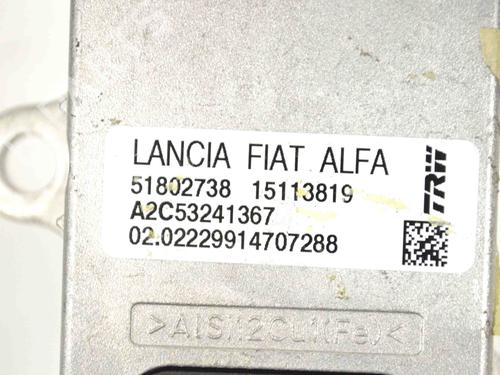 LANCIA FIAT ALFA
51802738 15113819
A2C53241367
02.02229914707288
TRW
>AlSi12Cu1(Fe)<